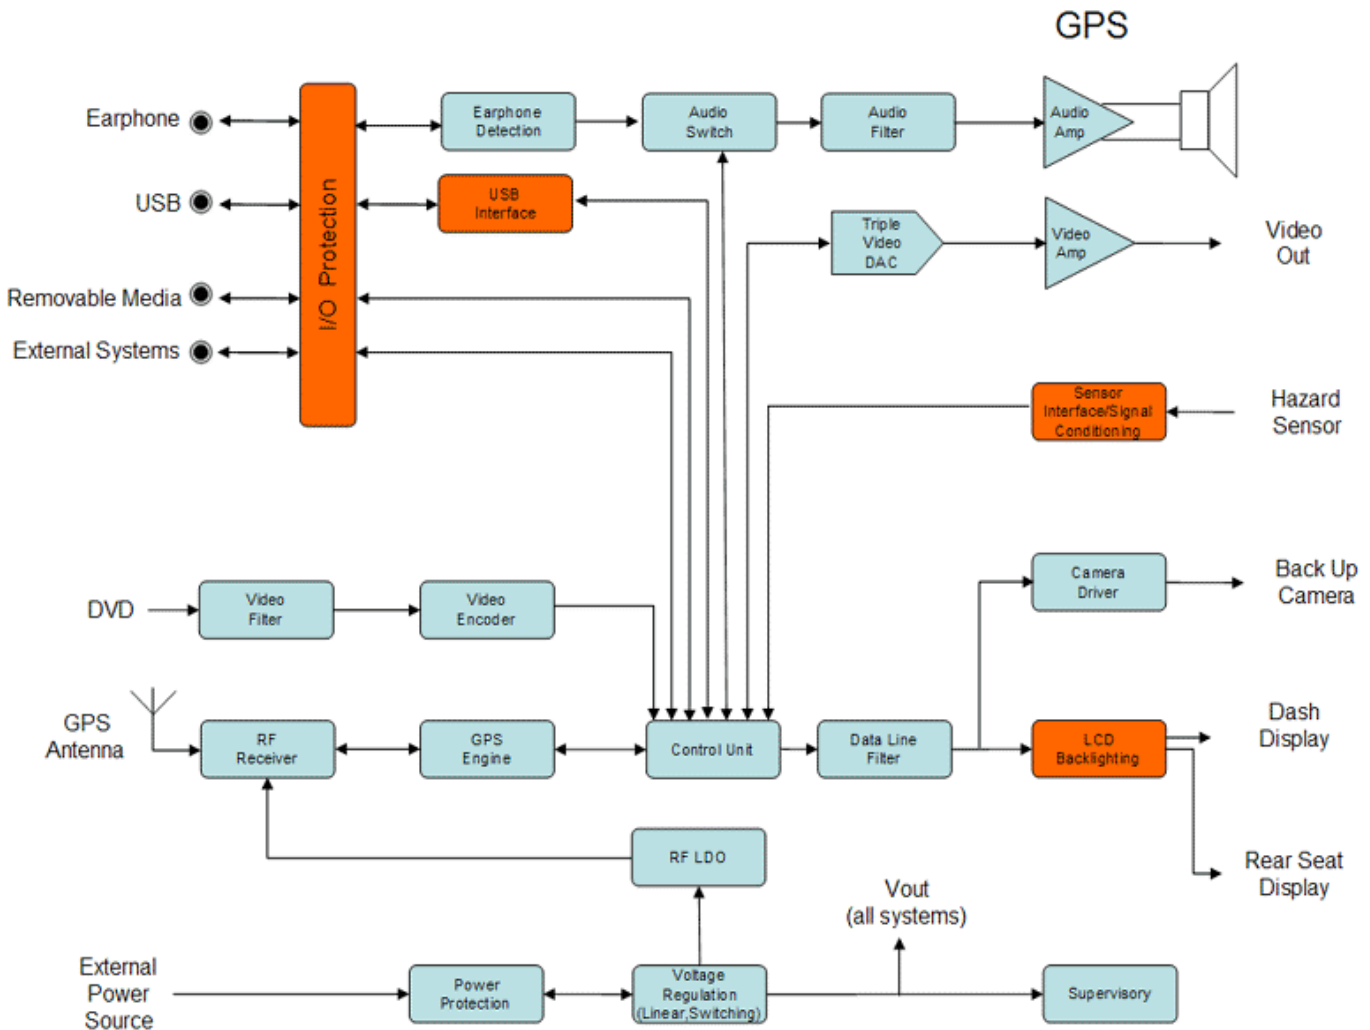 GPS
Earphone
Earphone
Detection
Audio
Switch
Audio
Filter
Audio
Amp
USB
USB
Interface
I/O Protection
Triple
Video
DAC
Video
Amp
Video
Out
Removable Media
External Systems
Sensor
Interface/Signal
Conditioning
Hazard
Sensor
DVD
Video
Filter
Video
Encoder
Camera
Driver
Back Up
Camera
GPS
Antenna
RF
Receiver
GPS
Engine
Control Unit
Data Line
Filter
LCD
Backlighting
Dash
Display
RF LDO
Rear Seat
Display
Vout
(all systems)
External
Power
Source
Power
Protection
Voltage
Regulation
(Linear,Switching)
Supervisory